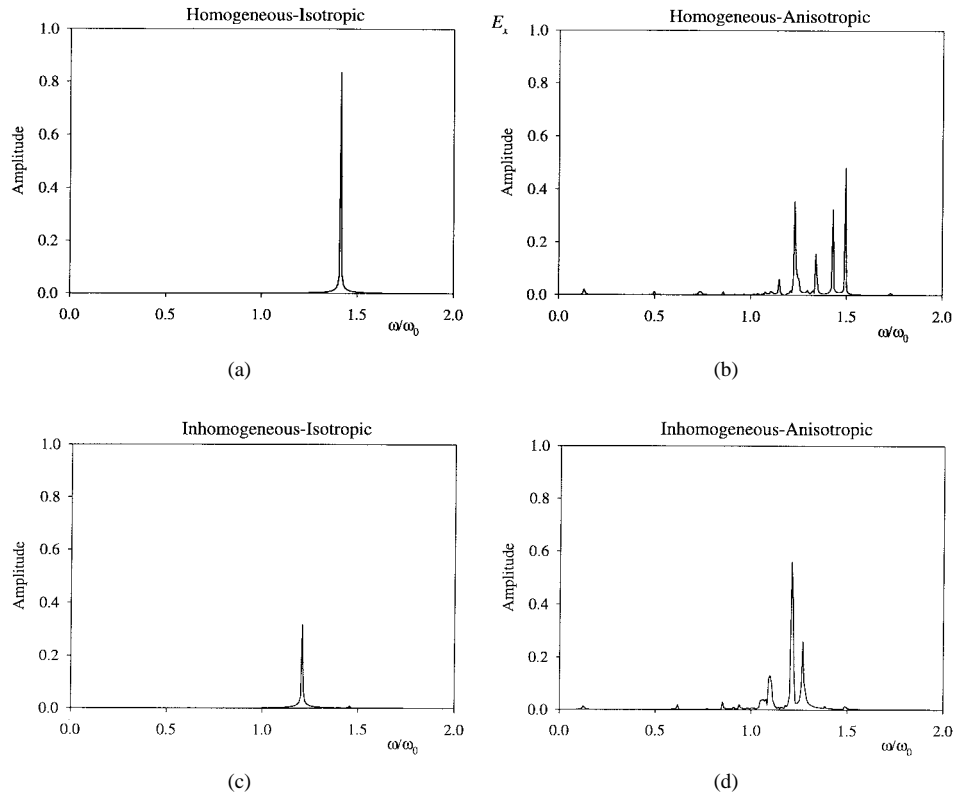 Homogeneous-Isotropic
1.0
0.8
0.6
0.4
0.2
0.0
Amplitude
0.0 0.5 1.0 1.5 2.0
ω/ω₀
(a)
Homogeneous-Anisotropic
Eₓ
1.0
0.8
0.6
0.4
0.2
0.0
Amplitude
0.0 0.5 1.0 1.5 2.0
ω/ω₀
(b)
Inhomogeneous-Isotropic
1.0
0.8
0.6
0.4
0.2
0.0
Amplitude
0.0 0.5 1.0 1.5 2.0
ω/ω₀
(c)
Inhomogeneous-Anisotropic
1.0
0.8
0.6
0.4
0.2
0.0
Amplitude
0.0 0.5 1.0 1.5 2.0
ω/ω₀
(d)